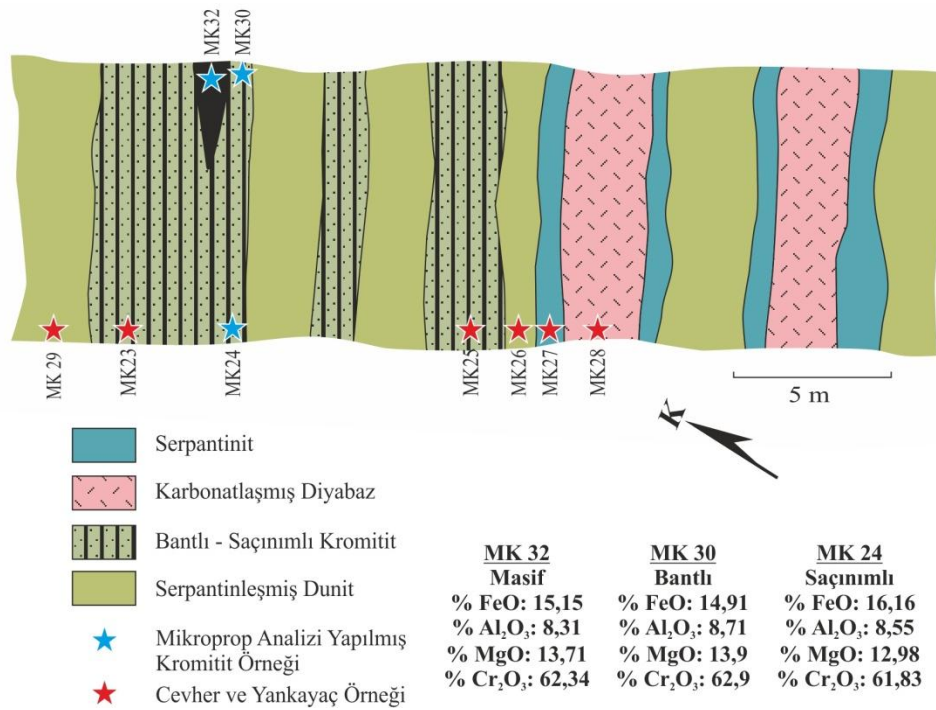 MK32
MK30
MK 29
MK23
MK24
MK25
MK26
MK27
MK28
5 m
K
Serpantinit
Karbonatlaşmış Diyabaz
Bantlı - Saçınımlı Kromitit
Serpantinleşmiş Dunit
Mikroprop Analizi Yapılmış
Kromitit Örneği
Cevher ve Yankayaç Örneği
MK 32
Masif
% FeO: 15,15
% Al₂O₃: 8,31
% MgO: 13,71
% Cr₂O₃: 62,34
MK 30
Bantlı
% FeO: 14,91
% Al₂O₃: 8,71
% MgO: 13,9
% Cr₂O₃: 62,9
MK 24
Saçınımlı
% FeO: 16,16
% Al₂O₃: 8,55
% MgO: 12,98
% Cr₂O₃: 61,83